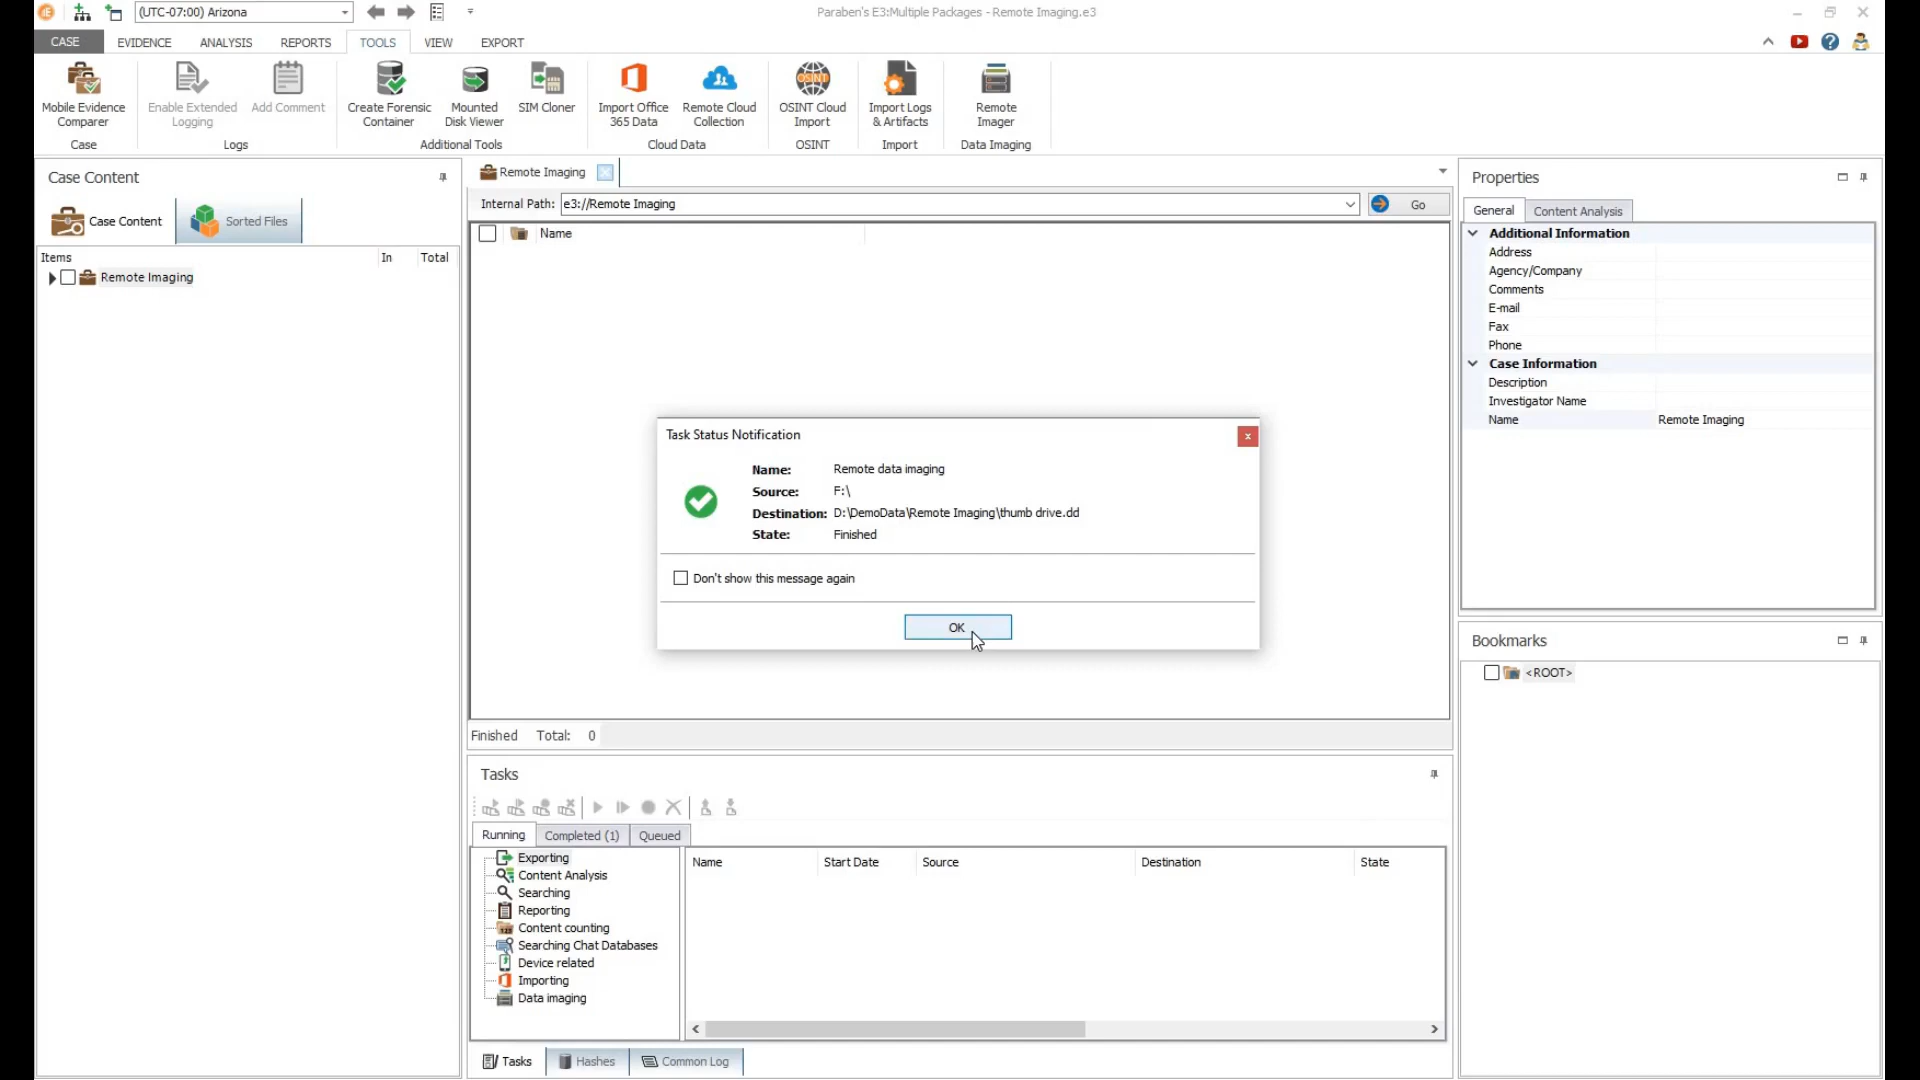 (UTC-07:00) Arizona
Paraben's E3:Multiple Packages - Remote Imaging.e3
CASE
EVIDENCE
ANALYSIS
REPORTS
TOOLS
VIEW
EXPORT
Mobile Evidence
Comparer
Case
Enable Extended
Logging
Add Comment
Logs
Create Forensic
Container
Mounted
Disk Viewer
SIM Cloner
Additional Tools
Import Office
365 Data
Remote Cloud
Collection
Cloud Data
OSINT
OSINT Cloud
Import
OSINT
Import Logs
& Artifacts
Import
Remote
Imager
Data Imaging
Case Content
Case Content
Sorted Files
Items
In
Total
Remote Imaging
Remote Imaging
Internal Path:
e3://Remote Imaging
Go
Name
Task Status Notification
Name: Remote data imaging
Source: F:\
Destination: D:\DemoData\Remote Imaging\thumb drive.dd
State: Finished
Don't show this message again
OK
Finished Total: 0
Tasks
Running
Completed (1)
Queued
Exporting
Content Analysis
Searching
Reporting
Content counting
Searching Chat Databases
Device related
Importing
Data imaging
Name
Start Date
Source
Destination
State
Tasks
Hashes
Common Log
Properties
General
Content Analysis
Additional Information
Address
Agency/Company
Comments
E-mail
Fax
Phone
Case Information
Description
Investigator Name
Name Remote Imaging
Bookmarks
<ROOT>